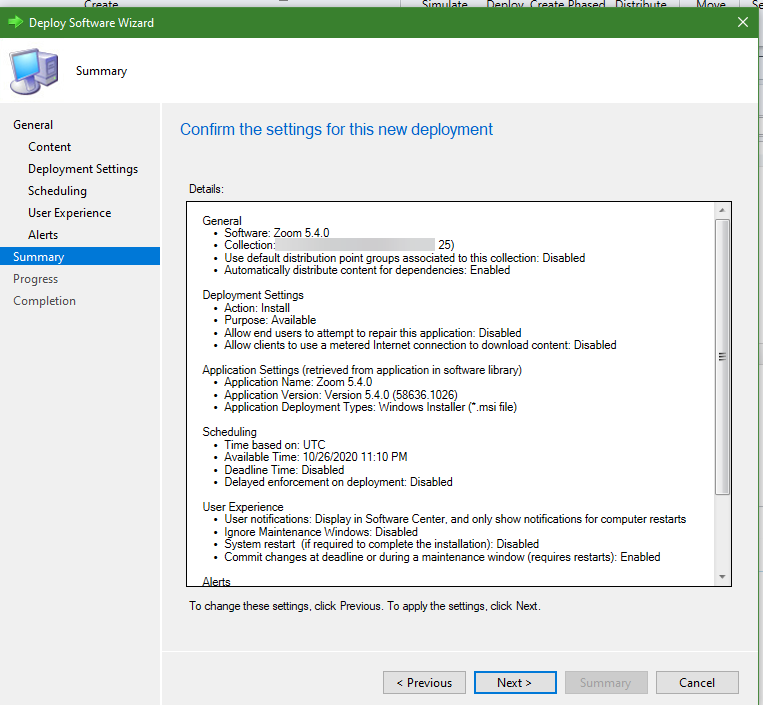 Create Simulate Deploy Create Phased Distribute Move
Deploy Software Wizard
Summary
General
Content
Deployment Settings
Scheduling
User Experience
Alerts
Summary
Progress
Completion
Confirm the settings for this new deployment
Details:
General
• Software: Zoom 5.4.0
• Collection: 25)
• Use default distribution point groups associated to this collection: Disabled
• Automatically distribute content for dependencies: Enabled
Deployment Settings
• Action: Install
• Purpose: Available
• Allow end users to attempt to repair this application: Disabled
• Allow clients to use a metered Internet connection to download content: Disabled
Application Settings (retrieved from application in software library)
• Application Name: Zoom 5.4.0
• Application Version: Version 5.4.0 (58636.1026)
• Application Deployment Types: Windows Installer (*.msi file)
Scheduling
• Time based on: UTC
• Available Time: 10/26/2020 11:10 PM
• Deadline Time: Disabled
• Delayed enforcement on deployment: Disabled
User Experience
• User notifications: Display in Software Center, and only show notifications for computer restarts
• Ignore Maintenance Windows: Disabled
• System restart (if required to complete the installation): Disabled
• Commit changes at deadline or during a maintenance window (requires restarts): Enabled
Alerts
To change these settings, click Previous. To apply the settings, click Next.
< Previous
Next >
Summary
Cancel